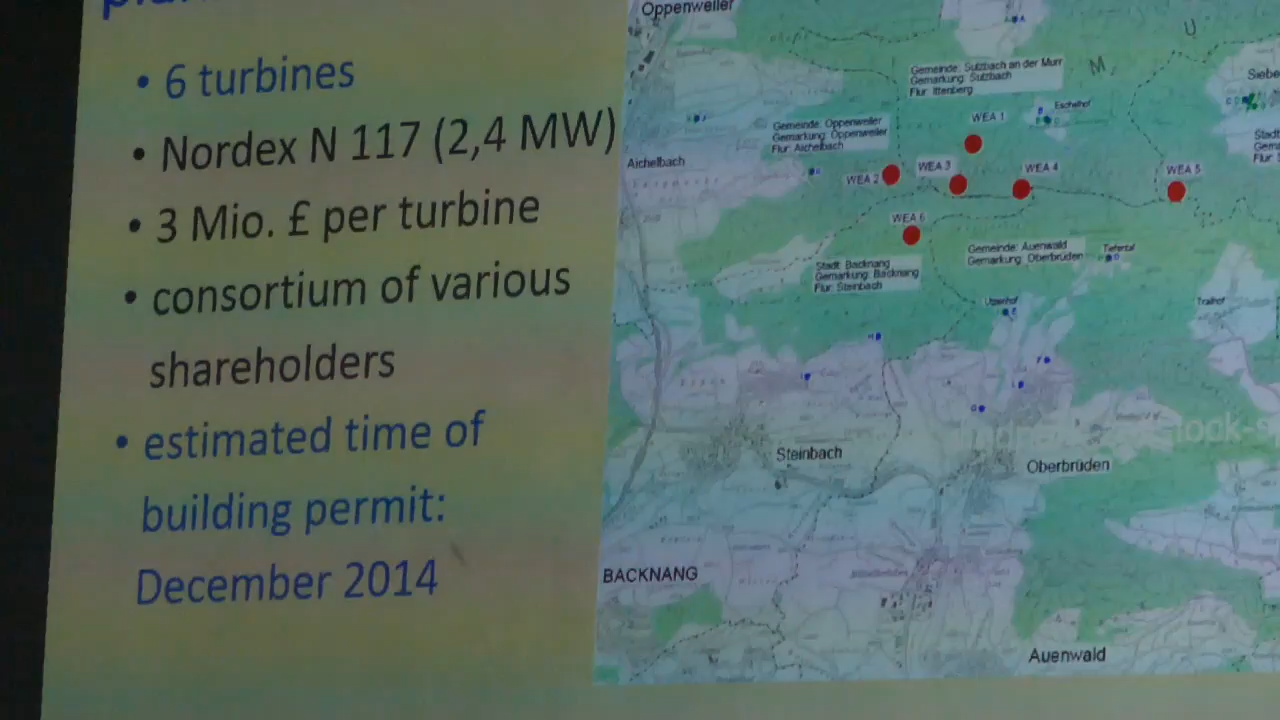 • 6 turbines
• Nordex N 117 (2,4 MW)
• 3 Mio. £ per turbine
• consortium of various
shareholders
• estimated time of
building permit:
December 2014
Oppenweiler
Gemeinde: Sulzbach an der Murr
Gemarkung: Sulzbach
Flur: Ittenberg
M
U
WEA 1
Eschelhof
Gemeinde: Oppenweiler
Gemarkung: Oppenweiler
Flur: Aichelbach
Aichelbach
WEA 2
WEA 3
WEA 4
WEA 5
WEA 6
Gemeinde: Auenwald
Gemarkung: Oberbrüden
Tiefental
Stadt: Backnang
Gemarkung: Backnang
Flur: Steinbach
Trailhof
Steinbach
Oberbrüden
BACKNANG
Auenwald